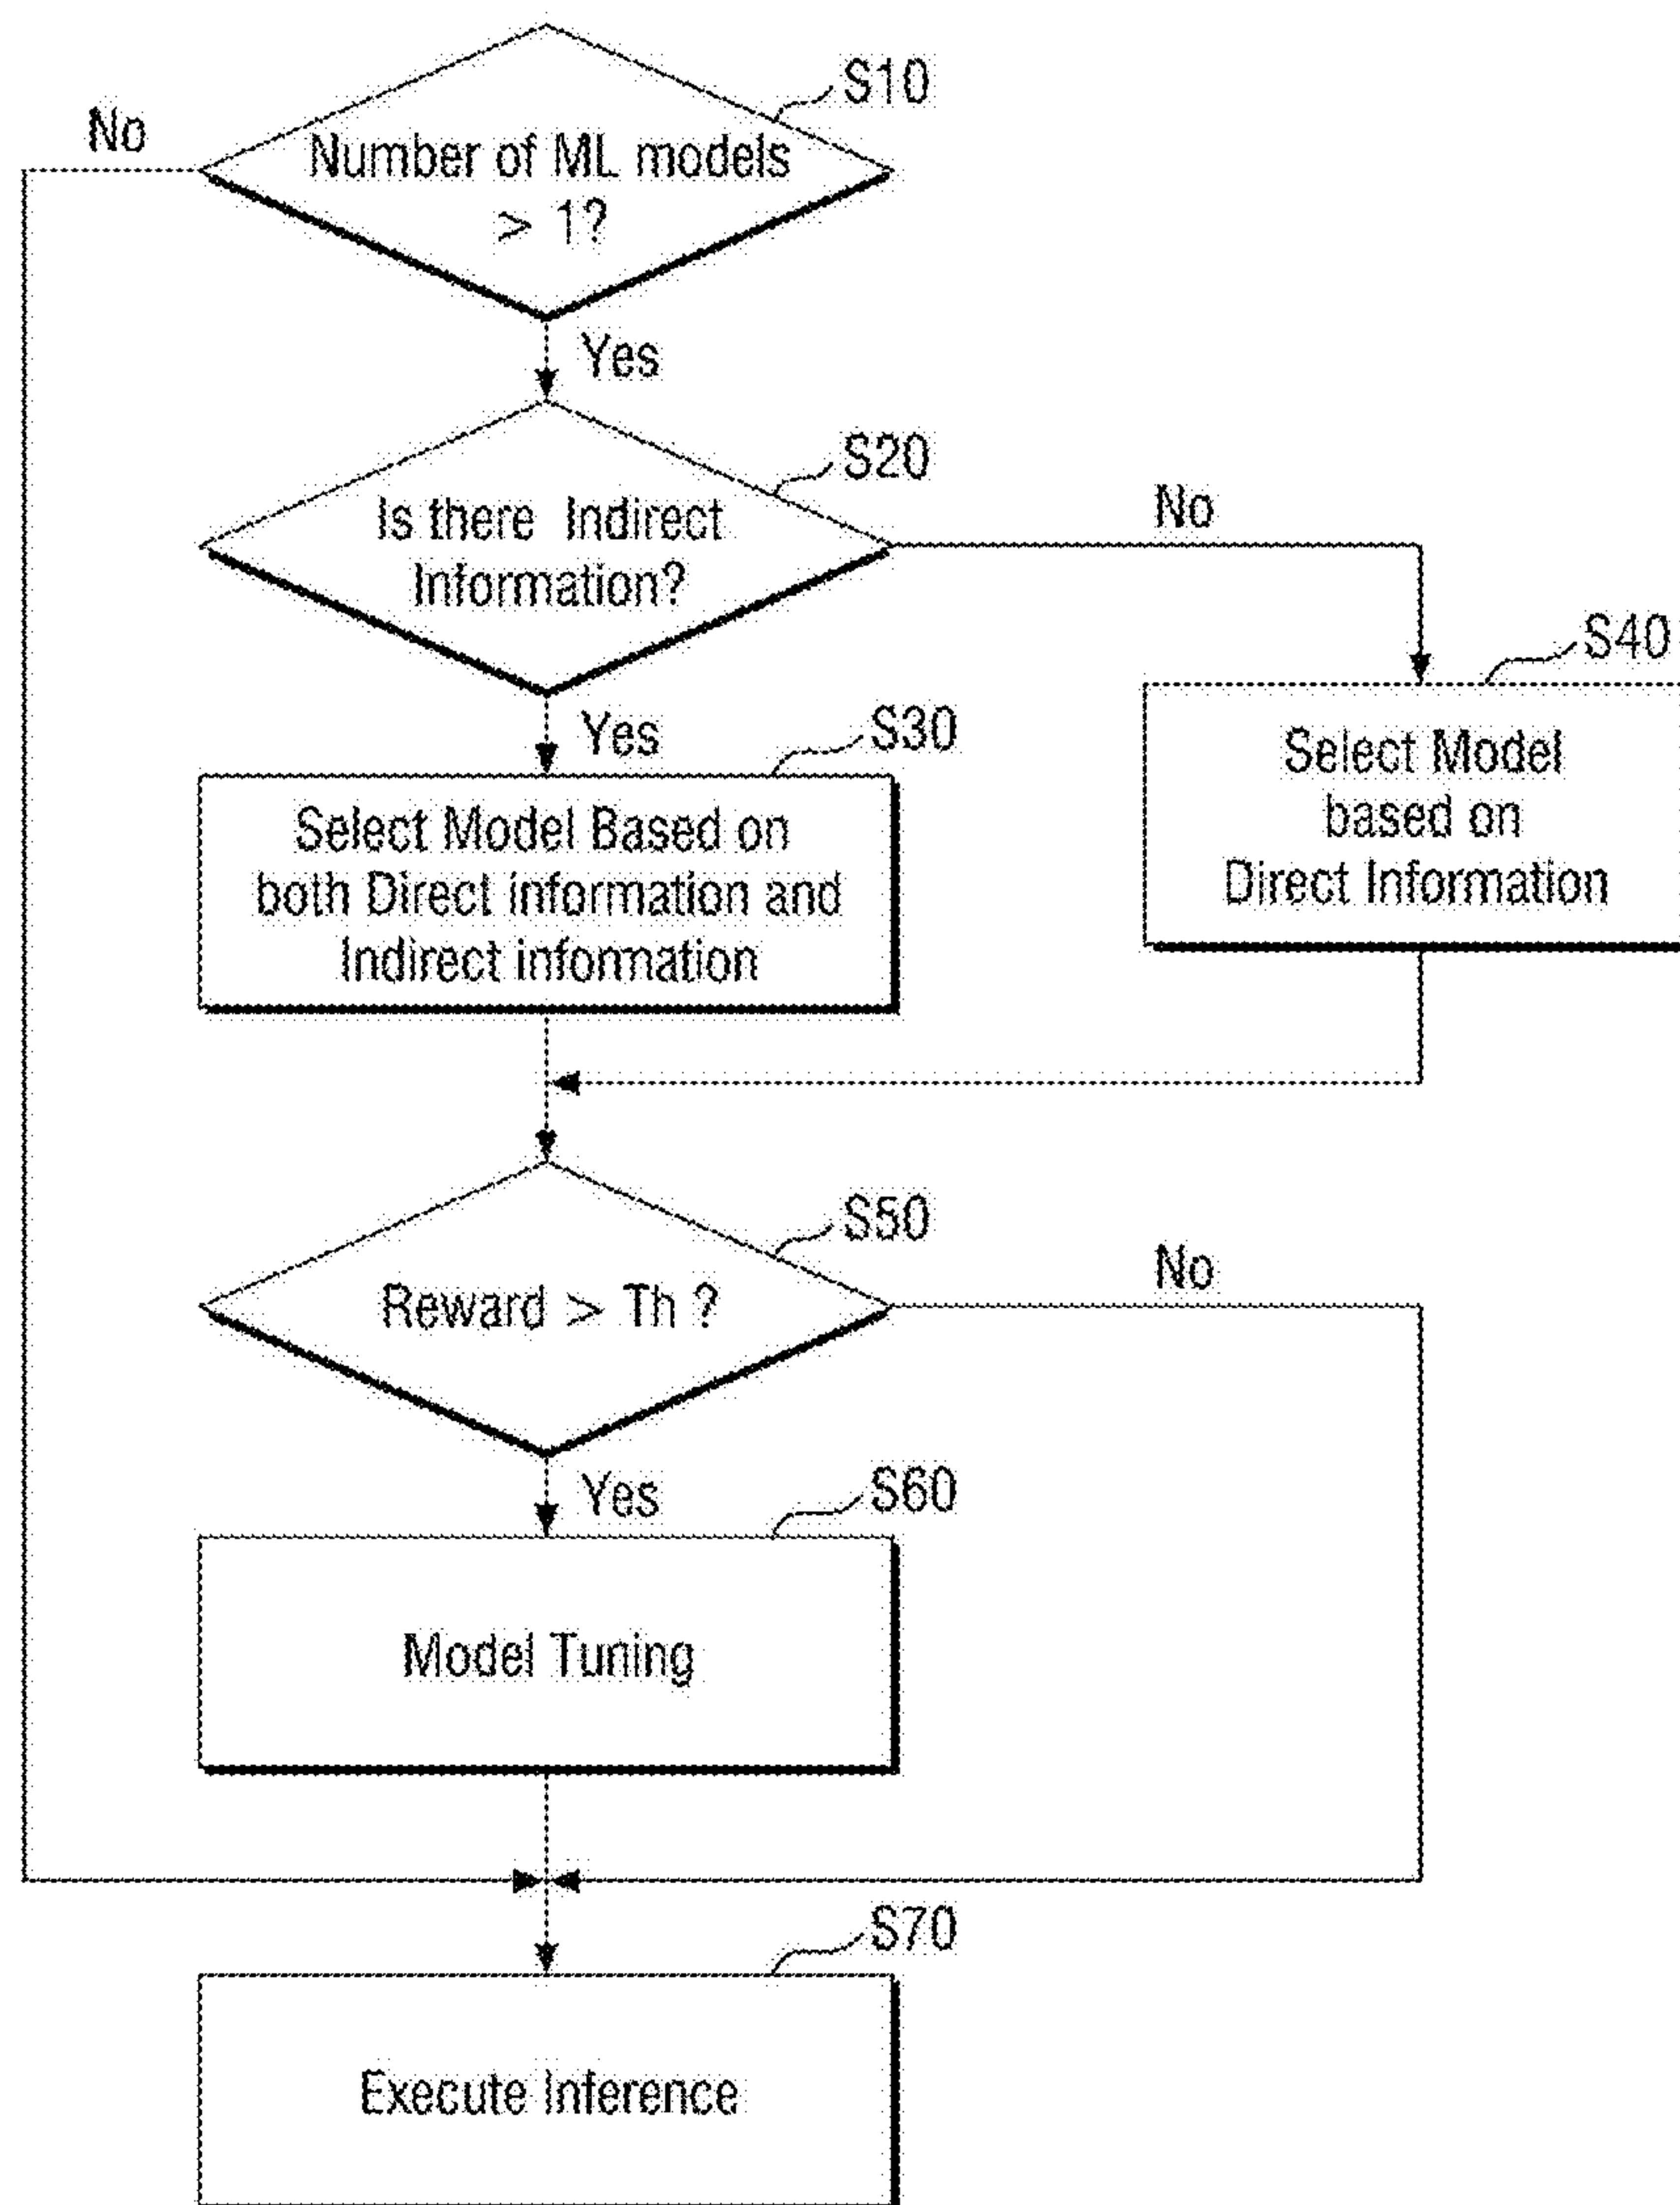 S10
No
Number of ML models
> 1?
Yes
S20
Is there Indirect
Information?
No
S40
Yes
S30
Select Model
based on
Direct Information
Select Model Based on
both Direct information and
Indirect information
S50
No
Reward > Th ?
Yes
S60
Model Tuning
S70
Execute Inference